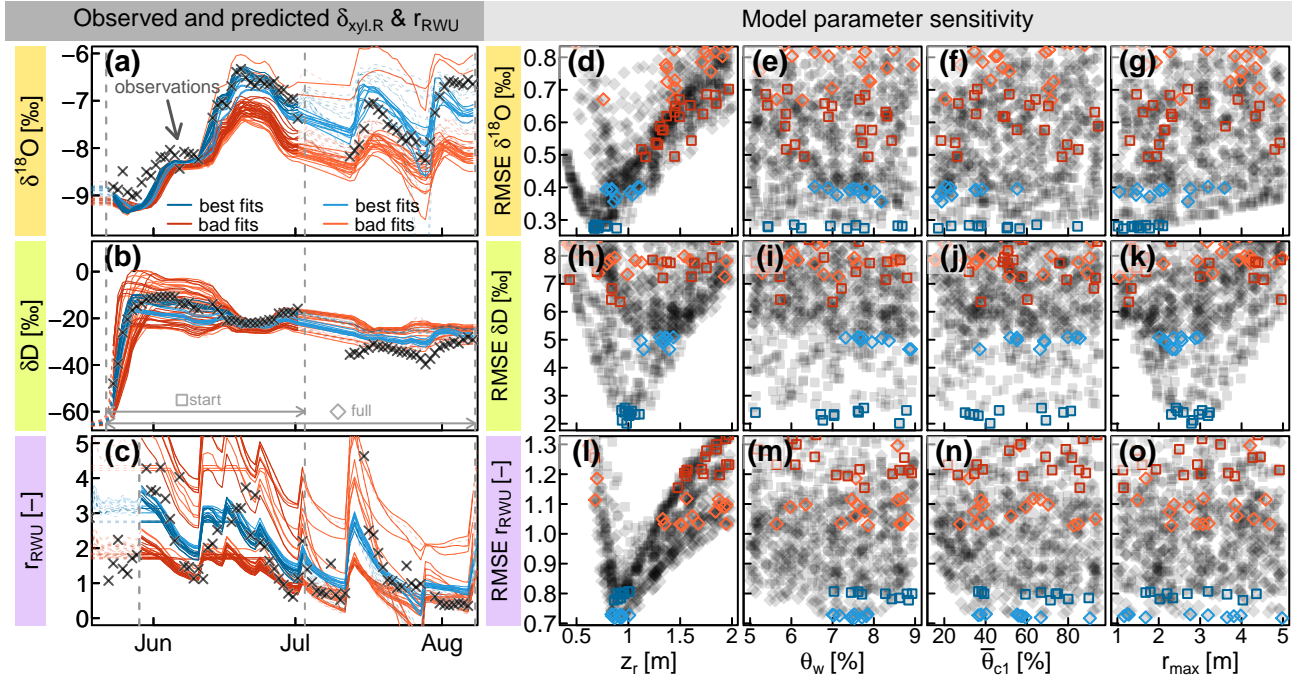 Observed and predicted δxyl.R & rRWU
Model parameter sensitivity
δ18O [‰]
−6
−7
−8
−9
(a)
observations
best fits
bad fits
best fits
bad fits
RMSE δ18O [‰]
0.8
0.7
0.6
0.5
0.4
0.3
(d)
(e)
(f)
(g)
δD [‰]
0
−20
−40
−60
(b)
start
full
RMSE δD [‰]
8
7
6
5
4
3
2
(h)
(i)
(j)
(k)
rRWU [−]
5
4
3
2
1
0
(c)
Jun
Jul
Aug
RMSE rRWU [−]
1.3
1.2
1.1
1.0
0.9
0.8
0.7
(l)
(m)
(n)
(o)
0.5 1 1.5 2
5 6 7 8 9
20 40 60 80
1 2 3 4 5
zr [m]
θw [%]
θ̅c1 [%]
rmax [m]